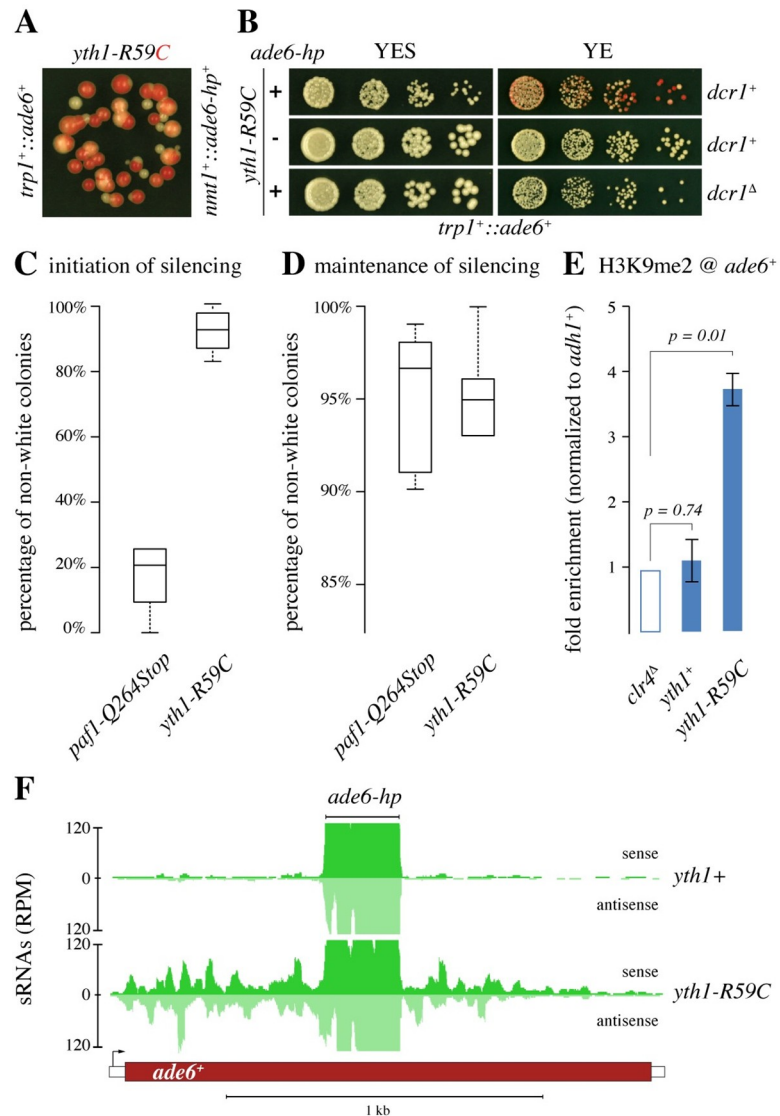 A
yth1-R59C
trp1⁺::ade6⁺
nmt1⁺::ade6-hp⁺
B
ade6-hp YES YE
yth1-R59C
+ dcr1⁺
- dcr1⁺
+ dcr1Δ
trp1⁺::ade6⁺
C initiation of silencing
percentage of non-white colonies
100%
80%
60%
40%
20%
0%
paf1-Q264Stop
yth1-R59C
D maintenance of silencing
percentage of non-white colonies
100%
95%
90%
85%
paf1-Q264Stop
yth1-R59C
E H3K9me2 @ ade6⁺
fold enrichment (normalized to adh1⁺)
5
4
3
2
1
p = 0.01
p = 0.74
clr4Δ
yth1⁺
yth1-R59C
F
ade6-hp
sRNAs (RPM)
120
0
120
sense
yth1+
antisense
120
0
120
sense
yth1-R59C
antisense
ade6⁺
1 kb